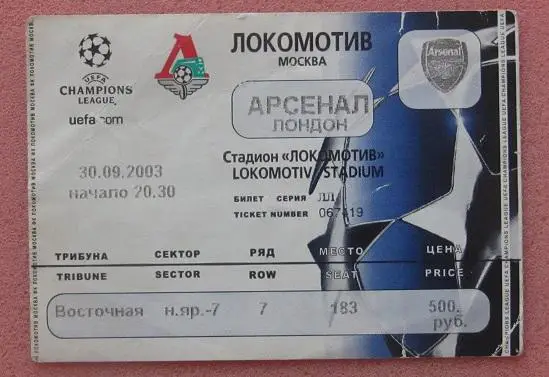 UEFA
CHAMPIONS
LEAGUE
uefa.com
ЛОКОМОТИВ
МОСКВА
Arsenal
АРСЕНАЛ
ЛОНДОН
30.09.2003
начало 20.30
Стадион «ЛОКОМОТИВ»
LOKOMOTIV STADIUM
БИЛЕТ СЕРИЯ ЛЛ
TICKET NUMBER 067419
ТРИБУНА СЕКТОР РЯД МЕСТО ЦЕНА
TRIBUNE SECTOR ROW SEAT PRICE
Восточная н.яр.-7 7 183 500.
руб.